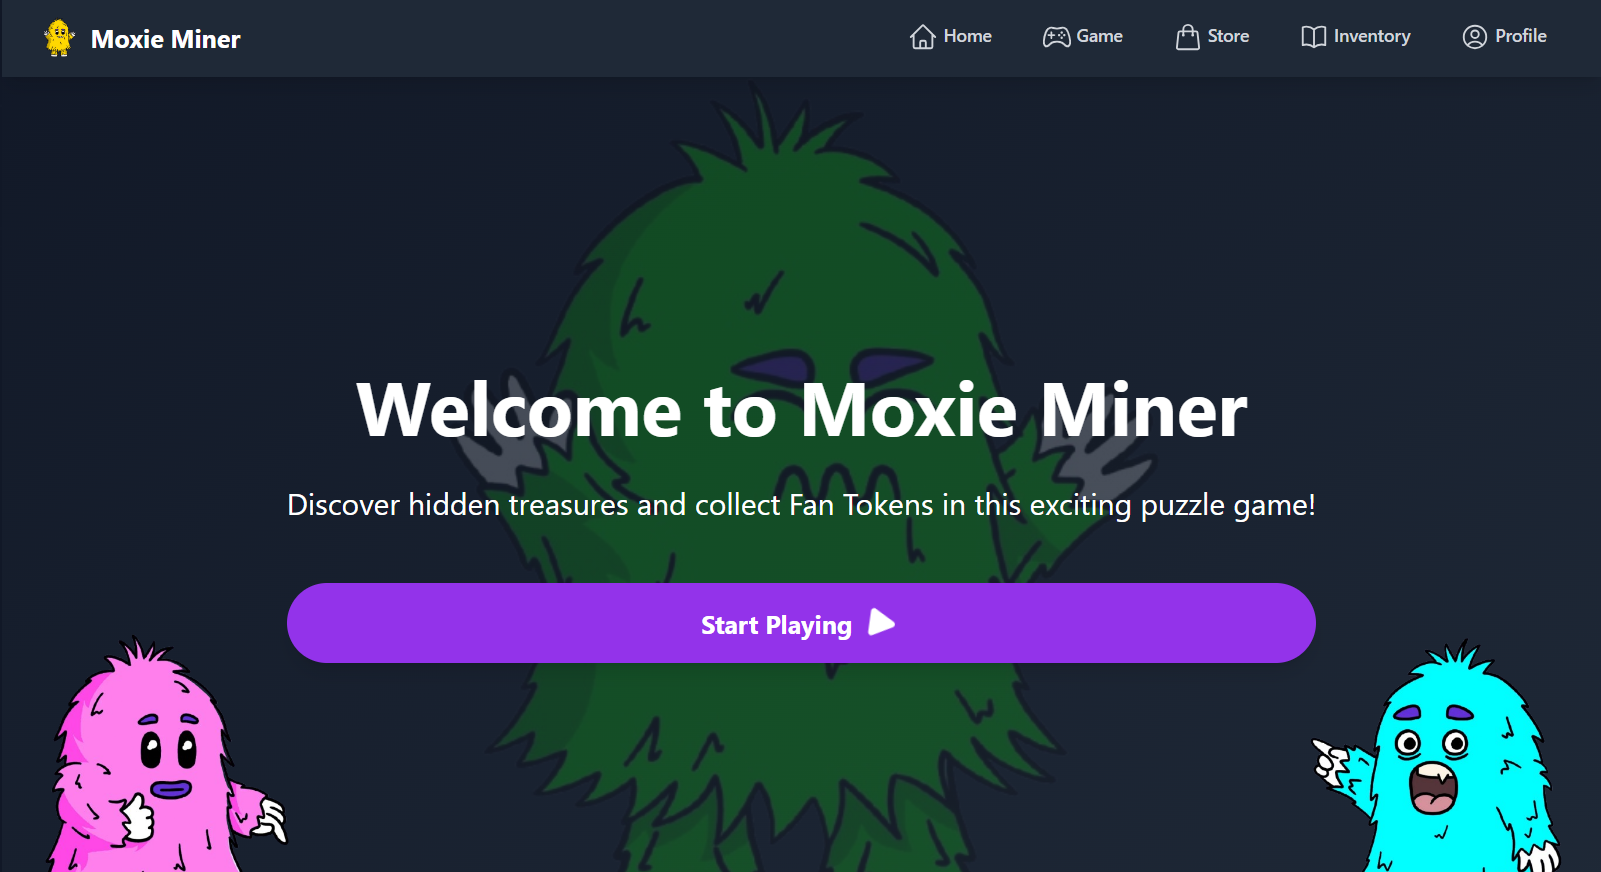 Moxie Miner
Home
Game
Store
Inventory
Profile
Welcome to Moxie Miner
Discover hidden treasures and collect Fan Tokens in this exciting puzzle game!
Start Playing